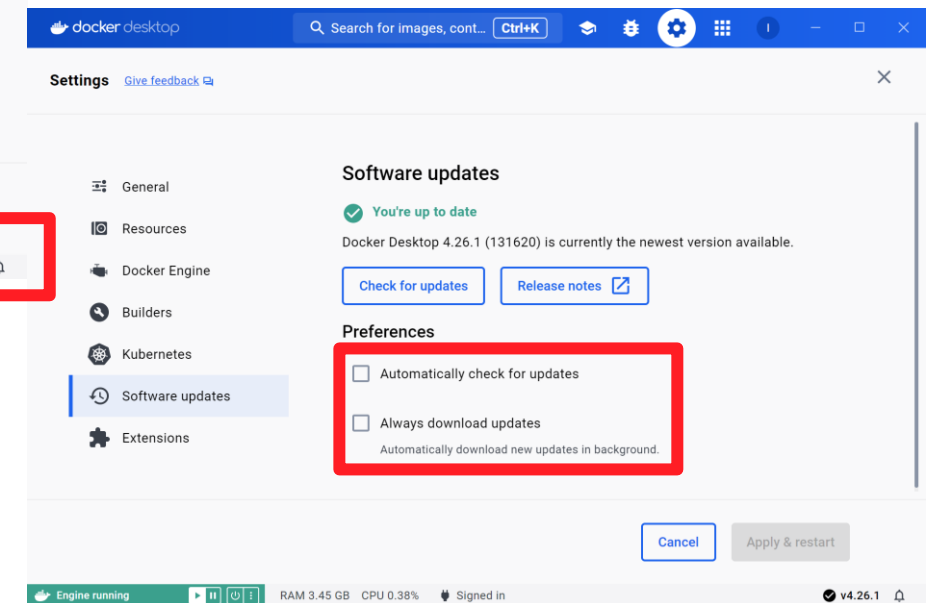 docker desktop
Search for images, cont... Ctrl+K
I
Settings Give feedback
General
Resources
Docker Engine
Builders
Kubernetes
Software updates
Extensions
Software updates
You're up to date
Docker Desktop 4.26.1 (131620) is currently the newest version available.
Check for updates Release notes
Preferences
Automatically check for updates
Always download updates
Automatically download new updates in background.
Cancel Apply & restart
Engine running RAM 3.45 GB CPU 0.38% Signed in v4.26.1